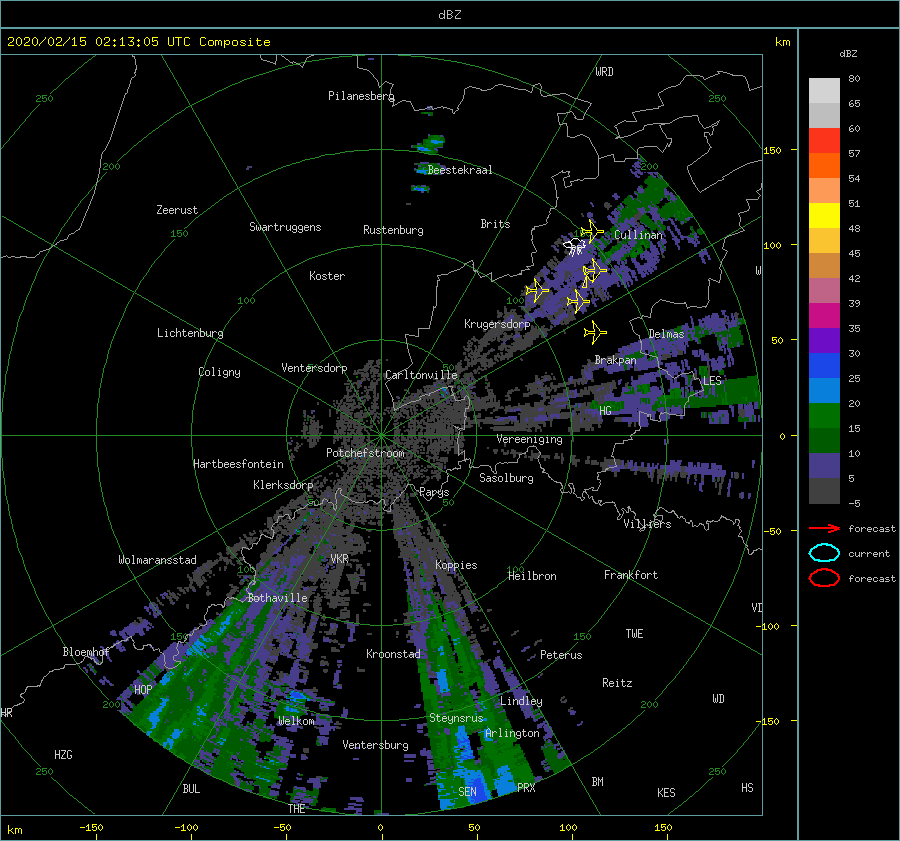 dBZ
2020/02/15 02:13:05 UTC Composite
km
dBZ
80
65
60
57
54
51
48
45
42
39
35
30
25
20
15
10
5
-5
forecast
current
forecast
WRD
250
250
Pilanesberg
150
200
200
Beestekraal
Zeerust
Swartruggens
Rustenburg
Brits
150
Cullinan
100
Koster
100
100
Krugersdorp
Lichtenburg
Delmas
50
Ventersdorp
Carltonville
Brakpan
Coligny
LES
HG
Vereeniging
0
Potchefstroom
Hartbeesfontein
Klerksdorp
Parys
Sasolburg
50
50
Villiers
-50
Wolmaransstad
VKR
Koppies
100
100
Heilbron
Frankfort
Bothaville
VD
-100
150
150
TWE
Bloemhof
Kroonstad
Peterus
HOP
Reitz
200
200
Lindley
WD
HR
Welkom
Steynsrus
-150
Arlington
Ventersburg
HZG
250
250
BUL
SEN
PRX
BM
KES
HS
THE
km
-150
-100
-50
0
50
100
150